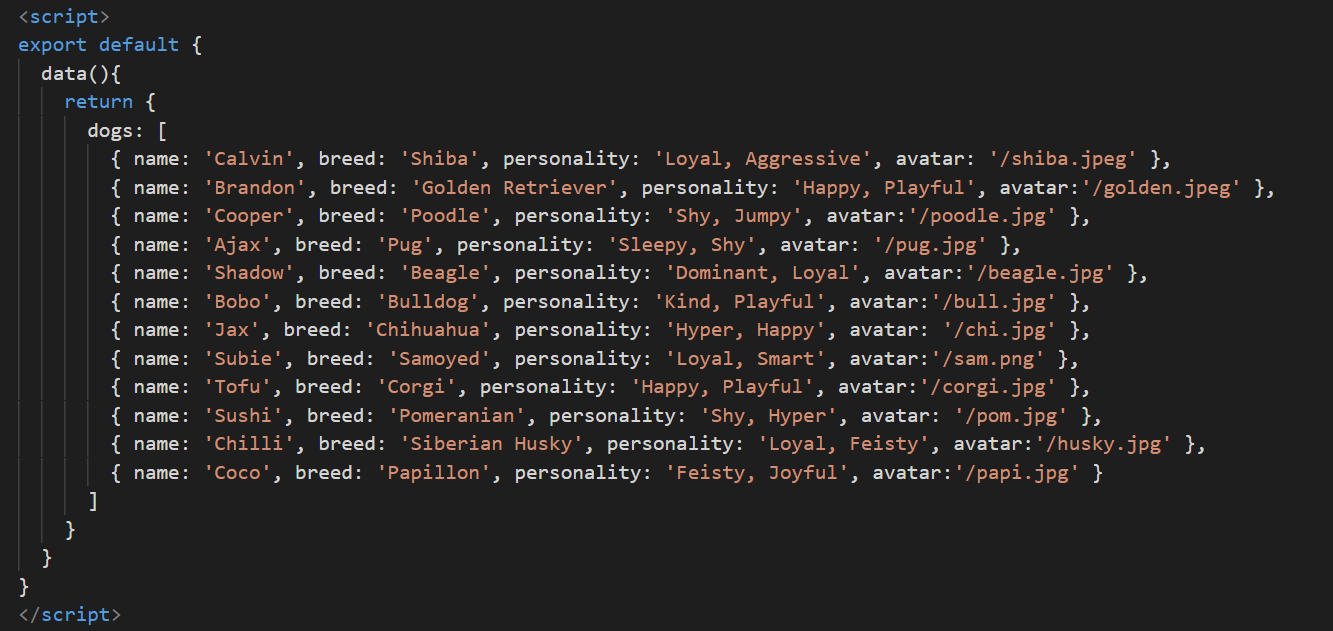 <script>
export default {
  data(){
    return {
      dogs: [
        { name: 'Calvin', breed: 'Shiba', personality: 'Loyal, Aggressive', avatar: '/shiba.jpeg' },
        { name: 'Brandon', breed: 'Golden Retriever', personality: 'Happy, Playful', avatar:'/golden.jpeg' },
        { name: 'Cooper', breed: 'Poodle', personality: 'Shy, Jumpy', avatar:'/poodle.jpg' },
        { name: 'Ajax', breed: 'Pug', personality: 'Sleepy, Shy', avatar: '/pug.jpg' },
        { name: 'Shadow', breed: 'Beagle', personality: 'Dominant, Loyal', avatar:'/beagle.jpg' },
        { name: 'Bobo', breed: 'Bulldog', personality: 'Kind, Playful', avatar:'/bull.jpg' },
        { name: 'Jax', breed: 'Chihuahua', personality: 'Hyper, Happy', avatar: '/chi.jpg' },
        { name: 'Subie', breed: 'Samoyed', personality: 'Loyal, Smart', avatar:'/sam.png' },
        { name: 'Tofu', breed: 'Corgi', personality: 'Happy, Playful', avatar:'/corgi.jpg' },
        { name: 'Sushi', breed: 'Pomeranian', personality: 'Shy, Hyper', avatar: '/pom.jpg' },
        { name: 'Chilli', breed: 'Siberian Husky', personality: 'Loyal, Feisty', avatar:'/husky.jpg' },
        { name: 'Coco', breed: 'Papillon', personality: 'Feisty, Joyful', avatar:'/papi.jpg' }
      ]
    }
  }
}
</script>